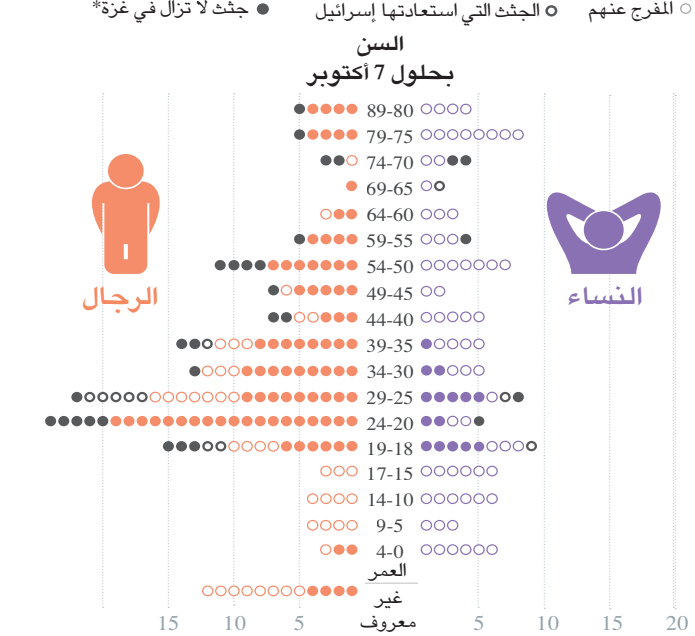 المفرج عنهم
الجثث التي استعادتها إسرائيل
جثث لا تزال في غزة*
السن
بحلول 7 أكتوبر
89-80
79-75
74-70
69-65
64-60
59-55
54-50
49-45
44-40
39-35
34-30
29-25
24-20
19-18
17-15
14-10
9-5
4-0
الرجال
النساء
العمر
غير
معروف
15 10 5 5 10 15 20